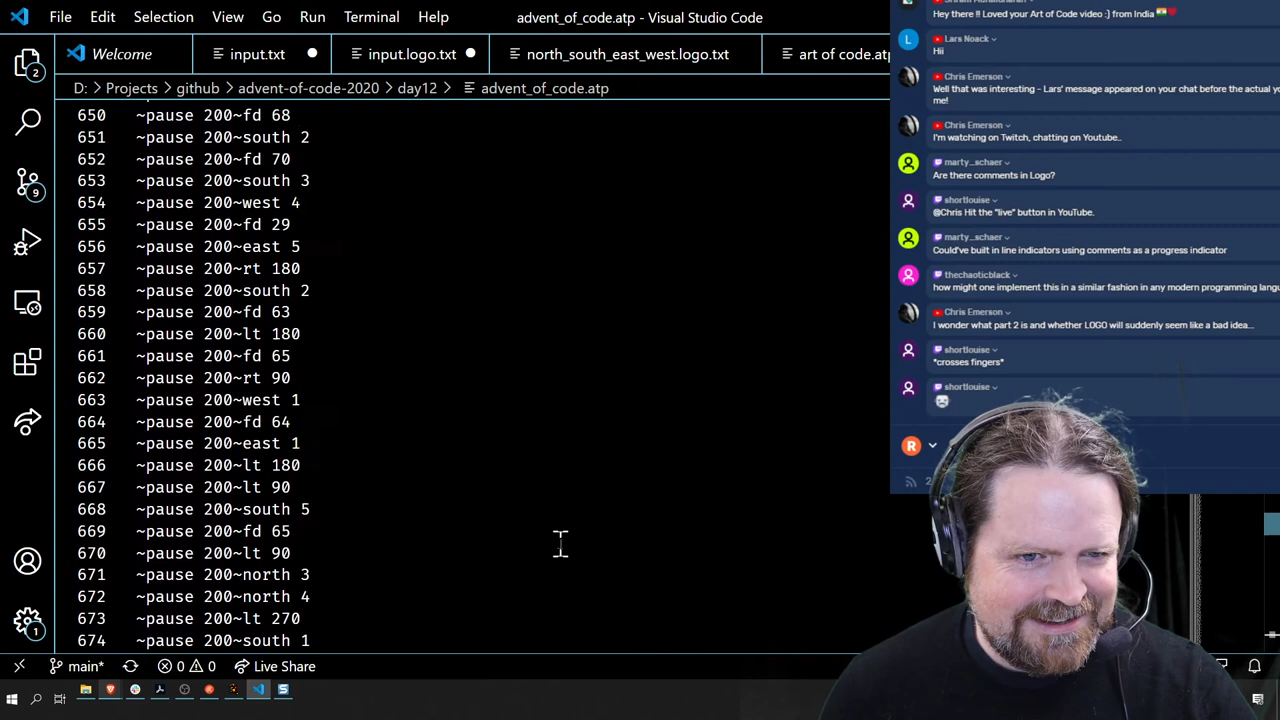 File Edit Selection View Go Run Terminal Help
advent_of_code.atp - Visual Studio Code
Welcome
input.txt
input.logo.txt
north_south_east_west.logo.txt
art of code.atp
D: > Projects > github > advent-of-code-2020 > day12 > advent_of_code.atp
650 ~pause 200~fd 68
651 ~pause 200~south 2
652 ~pause 200~fd 70
653 ~pause 200~south 3
654 ~pause 200~west 4
655 ~pause 200~fd 29
656 ~pause 200~east 5
657 ~pause 200~rt 180
658 ~pause 200~south 2
659 ~pause 200~fd 63
660 ~pause 200~lt 180
661 ~pause 200~fd 65
662 ~pause 200~rt 90
663 ~pause 200~west 1
664 ~pause 200~fd 64
665 ~pause 200~east 1
666 ~pause 200~lt 180
667 ~pause 200~lt 90
668 ~pause 200~south 5
669 ~pause 200~fd 65
670 ~pause 200~lt 90
671 ~pause 200~north 3
672 ~pause 200~north 4
673 ~pause 200~lt 270
674 ~pause 200~south 1
2
9
1
main*
0 0
Live Share
Hey there !! Loved your Art of Code video :] from India
L
Lars Noack
Hii
Chris Emerson
Well that was interesting - Lars' message appeared on your chat before the actual
me!
Chris Emerson
I'm watching on Twitch, chatting on Youtube..
marty_schaer
Are there comments in Logo?
shortlouise
@Chris Hit the "live" button in YouTube.
marty_schaer
Could've built in line indicators using comments as a progress indicator
thechaoticblack
how might one implement this in a similar fashion in any modern programming
Chris Emerson
I wonder what part 2 is and whether LOGO will suddenly seem like a bad idea...
shortlouise
*crosses fingers*
shortlouise
R